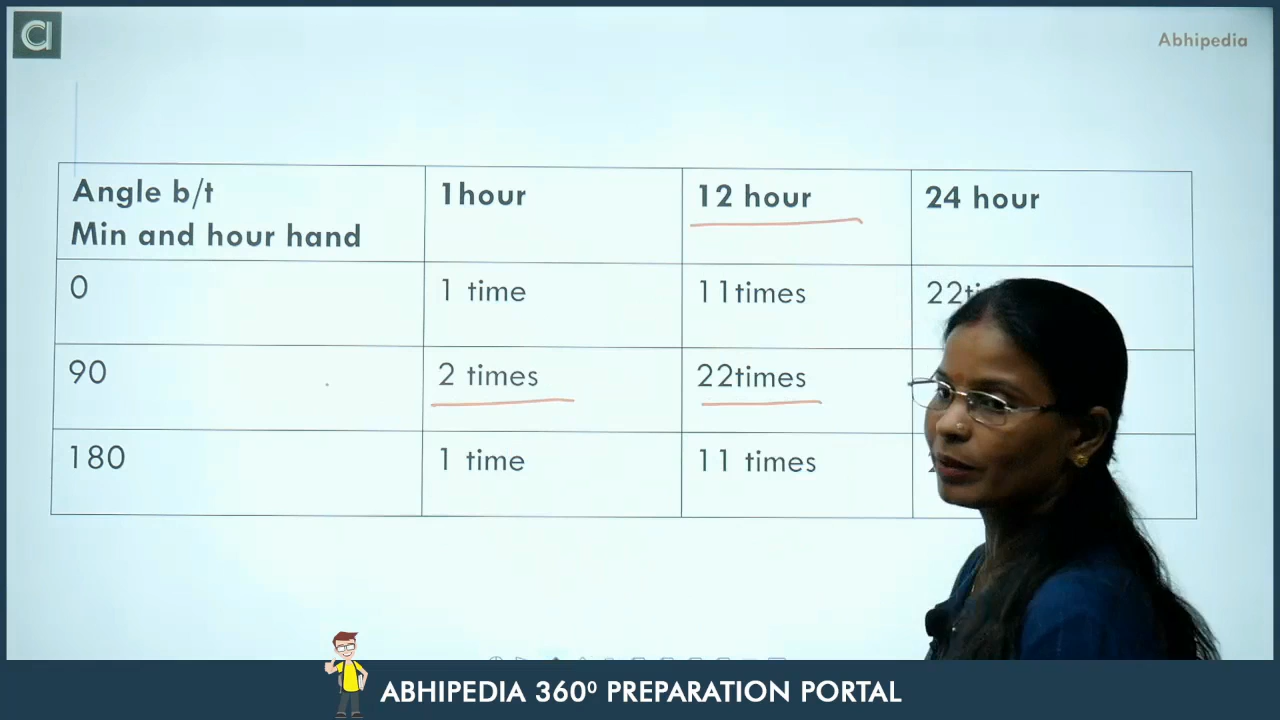 Abhipedia
Angle b/t
Min and hour hand
1hour
12 hour
24 hour
0
1 time
11times
90
2 times
22times
180
1 time
11 times
ABHIPEDIA 360⁰ PREPARATION PORTAL